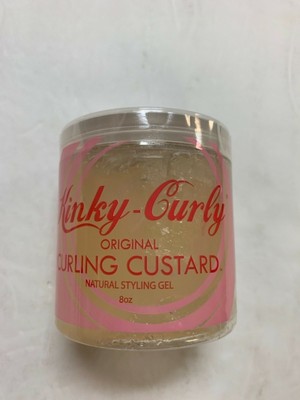 Kinky-Curly
ORIGINAL
CURLING CUSTARD
NATURAL STYLING GEL
8oz